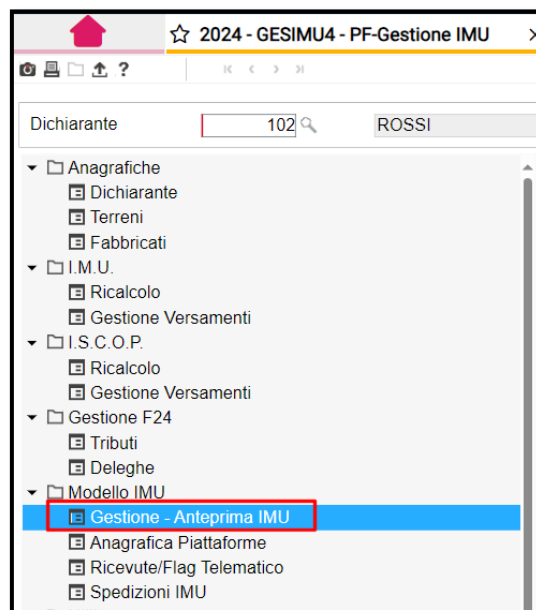 2024 - GESIMU4 - PF-Gestione IMU
?
Dichiarante 102 ROSSI
Anagrafiche
Dichiarante
Terreni
Fabbricati
I.M.U.
Ricalcolo
Gestione Versamenti
I.S.C.O.P.
Ricalcolo
Gestione Versamenti
Gestione F24
Tributi
Deleghe
Modello IMU
Gestione - Anteprima IMU
Anagrafica Piattaforme
Ricevute/Flag Telematico
Spedizioni IMU